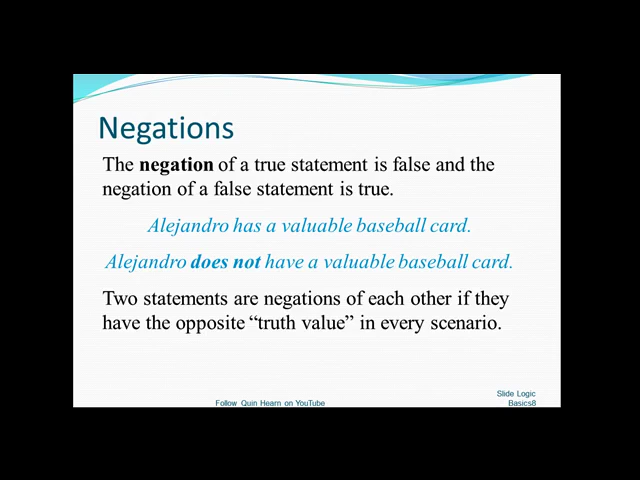 Negations
The negation of a true statement is false and the
negation of a false statement is true.
Alejandro has a valuable baseball card.
Alejandro does not have a valuable baseball card.
Two statements are negations of each other if they
have the opposite “truth value” in every scenario.
Slide Logic
Follow Quin Hearn on YouTube
Basics8